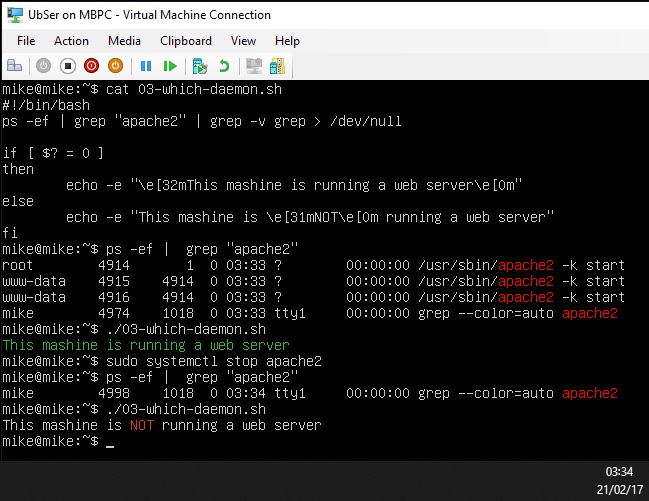 UbSer on MBPC - Virtual Machine Connection
File Action Media Clipboard View Help
mike@mike:~$ cat 03-which-daemon.sh
#!/bin/bash
ps -ef | grep "apache2" | grep -v grep > /dev/null
if [ $? = 0 ]
then
echo -e "\e[32mThis mashine is running a web server\e[0m"
else
echo -e "This mashine is \e[31mNOT\e[0m running a web server"
fi
mike@mike:~$ ps -ef |  grep "apache2"
root 4914 1 0 03:33 ? 00:00:00 /usr/sbin/apache2 -k start
www-data 4915 4914 0 03:33 ? 00:00:00 /usr/sbin/apache2 -k start
www-data 4916 4914 0 03:33 ? 00:00:00 /usr/sbin/apache2 -k start
mike 4974 1018 0 03:33 tty1 00:00:00 grep --color=auto apache2
mike@mike:~$ ./03-which-daemon.sh
This mashine is running a web server
mike@mike:~$ sudo systemctl stop apache2
mike@mike:~$ ps -ef |  grep "apache2"
mike 4998 1018 0 03:34 tty1 00:00:00 grep --color=auto apache2
mike@mike:~$ ./03-which-daemon.sh
This mashine is NOT running a web server
mike@mike:~$ _
03:34
21/02/17